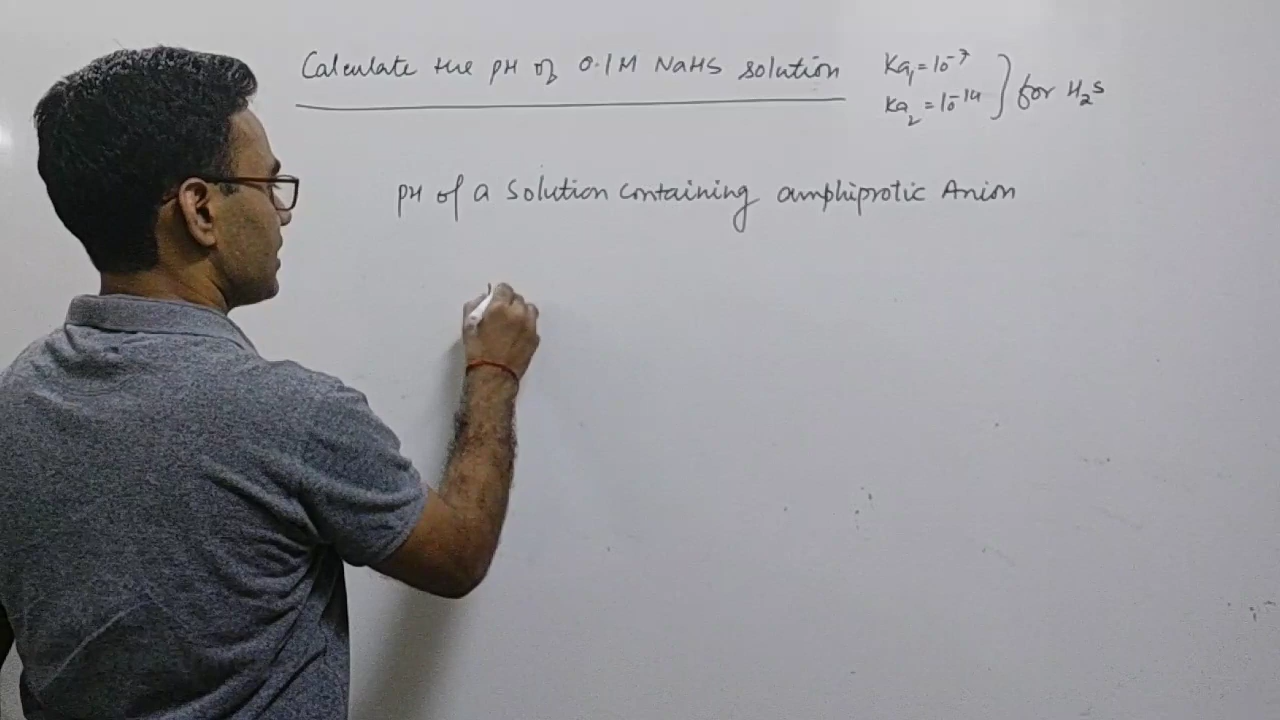 Calculate the pH of 0.1M NaHS solution
Ka₁ = 10⁻⁷
Ka₂ = 10⁻¹⁴
for H₂S
pH of a Solution Containing amphiprotic Anion